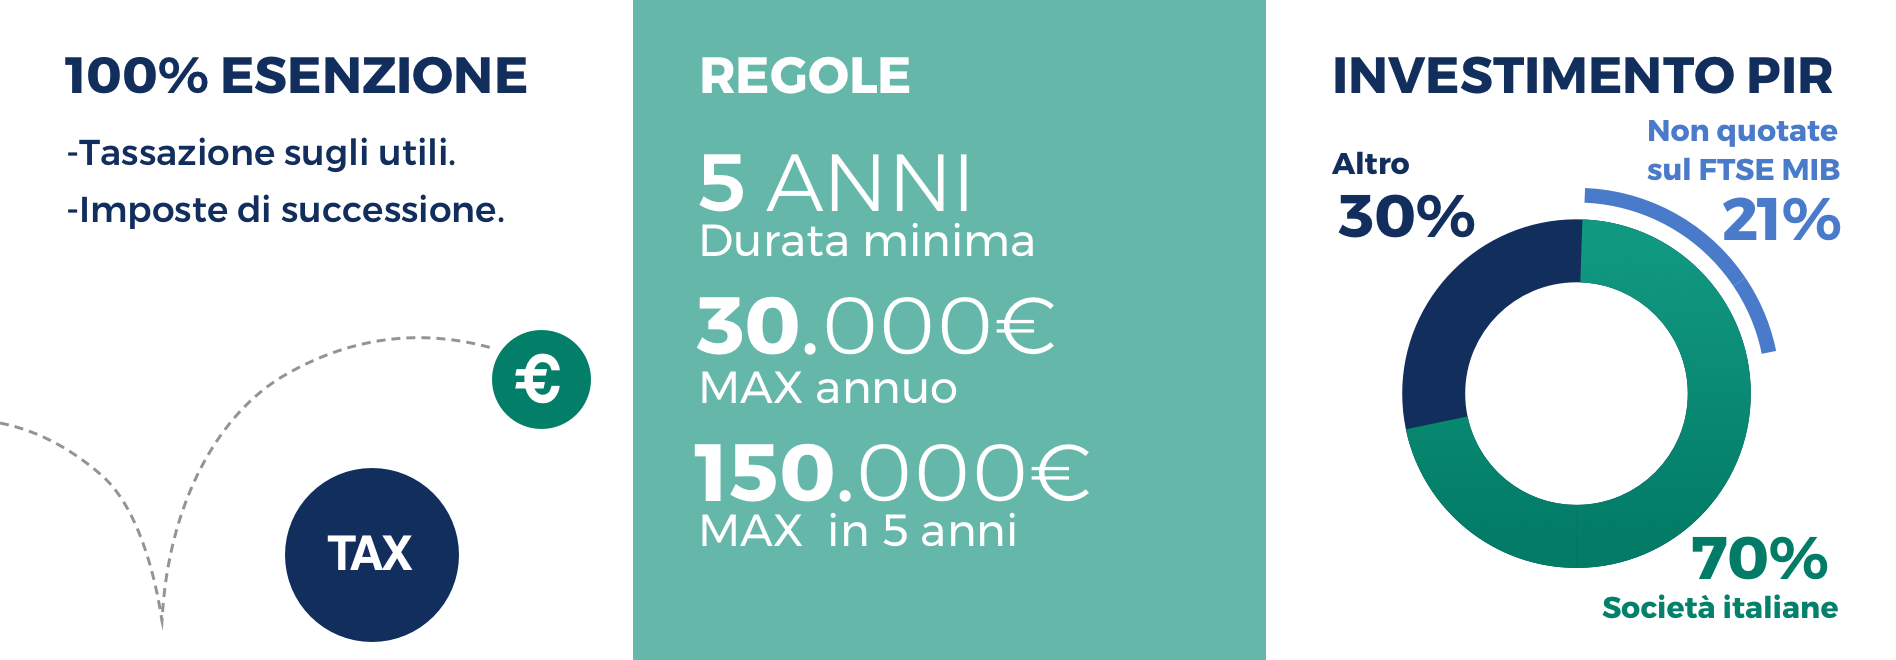 100% ESENZIONE
-Tassazione sugli utili.
-Imposte di successione.
€
TAX
REGOLE
5 ANNI
Durata minima
30.000€
MAX annuo
150.000€
MAX in 5 anni
INVESTIMENTO PIR
Non quotate
sul FTSE MIB
21%
Altro
30%
70%
Società italiane